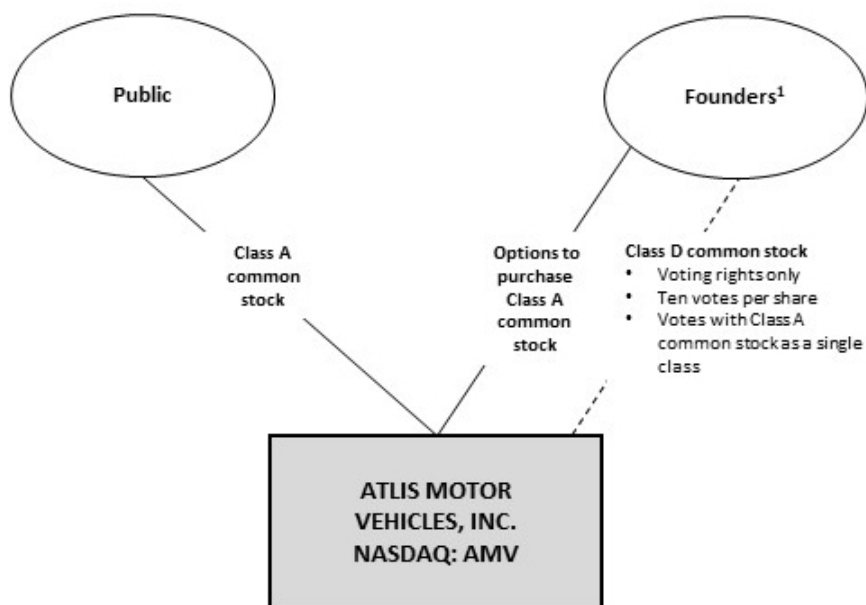 Public
Founders¹
Class A
common
stock
Options to
purchase
Class A
common
stock
Class D common stock
• Voting rights only
• Ten votes per share
• Votes with Class A
common stock as a single
class
ATLIS MOTOR
VEHICLES, INC.
NASDAQ: AMV